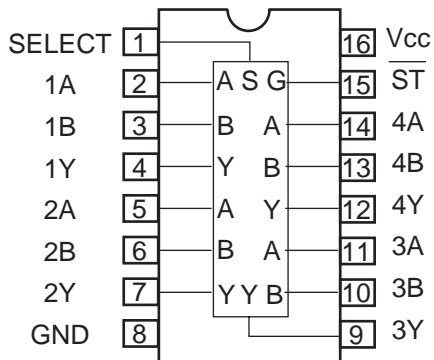 SELECT 1 16 Vcc
1A 2 A S G 15 ST
1B 3 B A 14 4A
1Y 4 Y B 13 4B
2A 5 A Y 12 4Y
2B 6 B A 11 3A
2Y 7 Y Y B 10 3B
GND 8 9 3Y